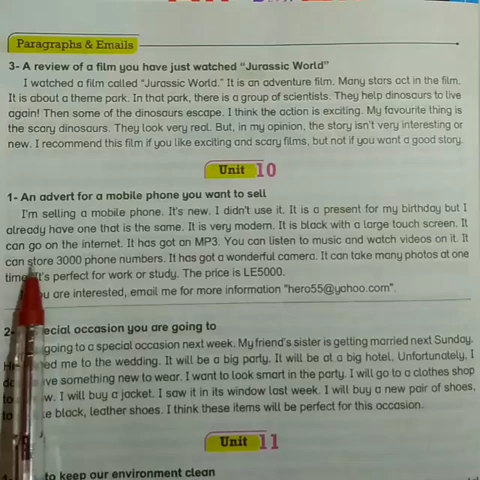 Paragraphs & Emails
3- A review of a film you have just watched "Jurassic World"
I watched a film called "Jurassic World." It is an adventure film. Many stars act in the film.
It is about a theme park. In that park, there is a group of scientists. They help dinosaurs to live
again! Then some of the dinosaurs escape. I think the action is exciting. My favourite thing is
the scary dinosaurs. They look very real. But, in my opinion, the story isn't very interesting or
new. I recommend this film if you like exciting and scary films, but not if you want a good story.
Unit 10
1- An advert for a mobile phone you want to sell
I'm selling a mobile phone. It's new. I didn't use it. It is a present for my birthday but I
already have one that is the same. It is very modern. It is black with a large touch screen. It
can go on the internet. It has got an MP3. You can listen to music and watch videos on it. It
can store 3000 phone numbers. It has got a wonderful camera. It can take many photos at one
time. It's perfect for work or study. The price is LE5000.
you are interested, email me for more information "hero55@yahoo.com".
2- ecial occasion you are going to
going to a special occasion next week. My friend's sister is getting married next Sunday.
ed me to the wedding. It will be a big party. It will be at a big hotel. Unfortunately, I
ve something new to wear. I want to look smart in the party. I will go to a clothes shop
to w. I will buy a jacket. I saw it in its window last week. I will buy a new pair of shoes,
to e black, leather shoes. I think these items will be perfect for this occasion.
Unit 11
to keep our environment clean